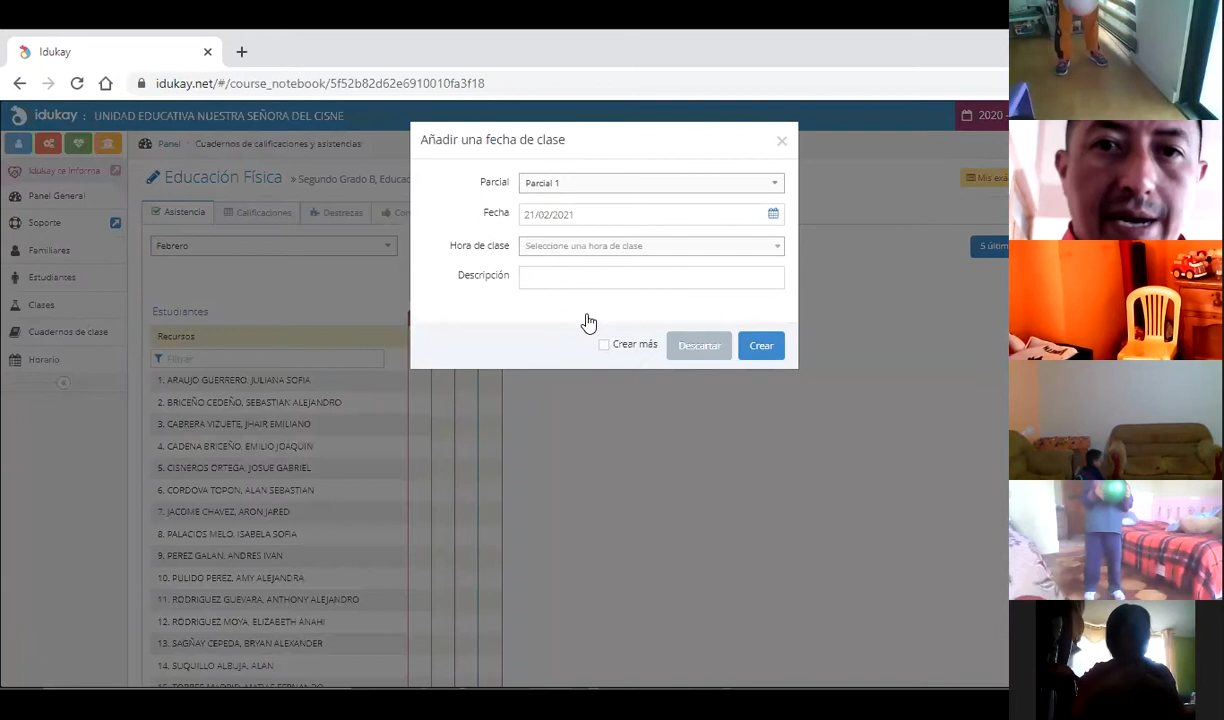 Idukay
idukay.net/#/course_notebook/5f52b82d62e6910010fa3f18
idukay : UNIDAD EDUCATIVA NUESTRA SEÑORA DEL CISNE
2020 -
Panel Cuadernos de calificaciones y asistencias
Idukay te Informa
Panel General
Soporte
Familiares
Estudiantes
Clases
Cuadernos de clase
Horario
Educación Física » Segundo Grado B, Educac
Mis exá
Asistencia
Calificaciones
Destrezas
Con
Febrero
5 últim
Añadir una fecha de clase
Parcial Parcial 1
Fecha 21/02/2021
Hora de clase Seleccione una hora de clase
Descripción
Crear más Descartar Crear
Estudiantes
Recursos
Filtrar
1. ARAUJO GUERRERO, JULIANA SOFIA
2. BRICEÑO CEDEÑO, SEBASTIAN ALEJANDRO
3. CABRERA VIZUETE, JHAIR EMILIANO
4. CADENA BRICEÑO, EMILIO JOAQUIN
5. CISNEROS ORTEGA, JOSUE GABRIEL
6. CORDOVA TOPON, ALAN SEBASTIAN
7. JACOME CHAVEZ, ARON JARED
8. PALACIOS MELO, ISABELA SOFIA
9. PEREZ GALAN, ANDRES IVAN
10. PULIDO PEREZ, AMY ALEJANDRA
11. RODRIGUEZ GUEVARA, ANTHONY ALEJANDRO
12. RODRIGUEZ MOYA, ELIZABETH ANAHI
13. SAGÑAY CEPEDA, BRYAN ALEXANDER
14. SUQUILLO ALBUJA, ALAN